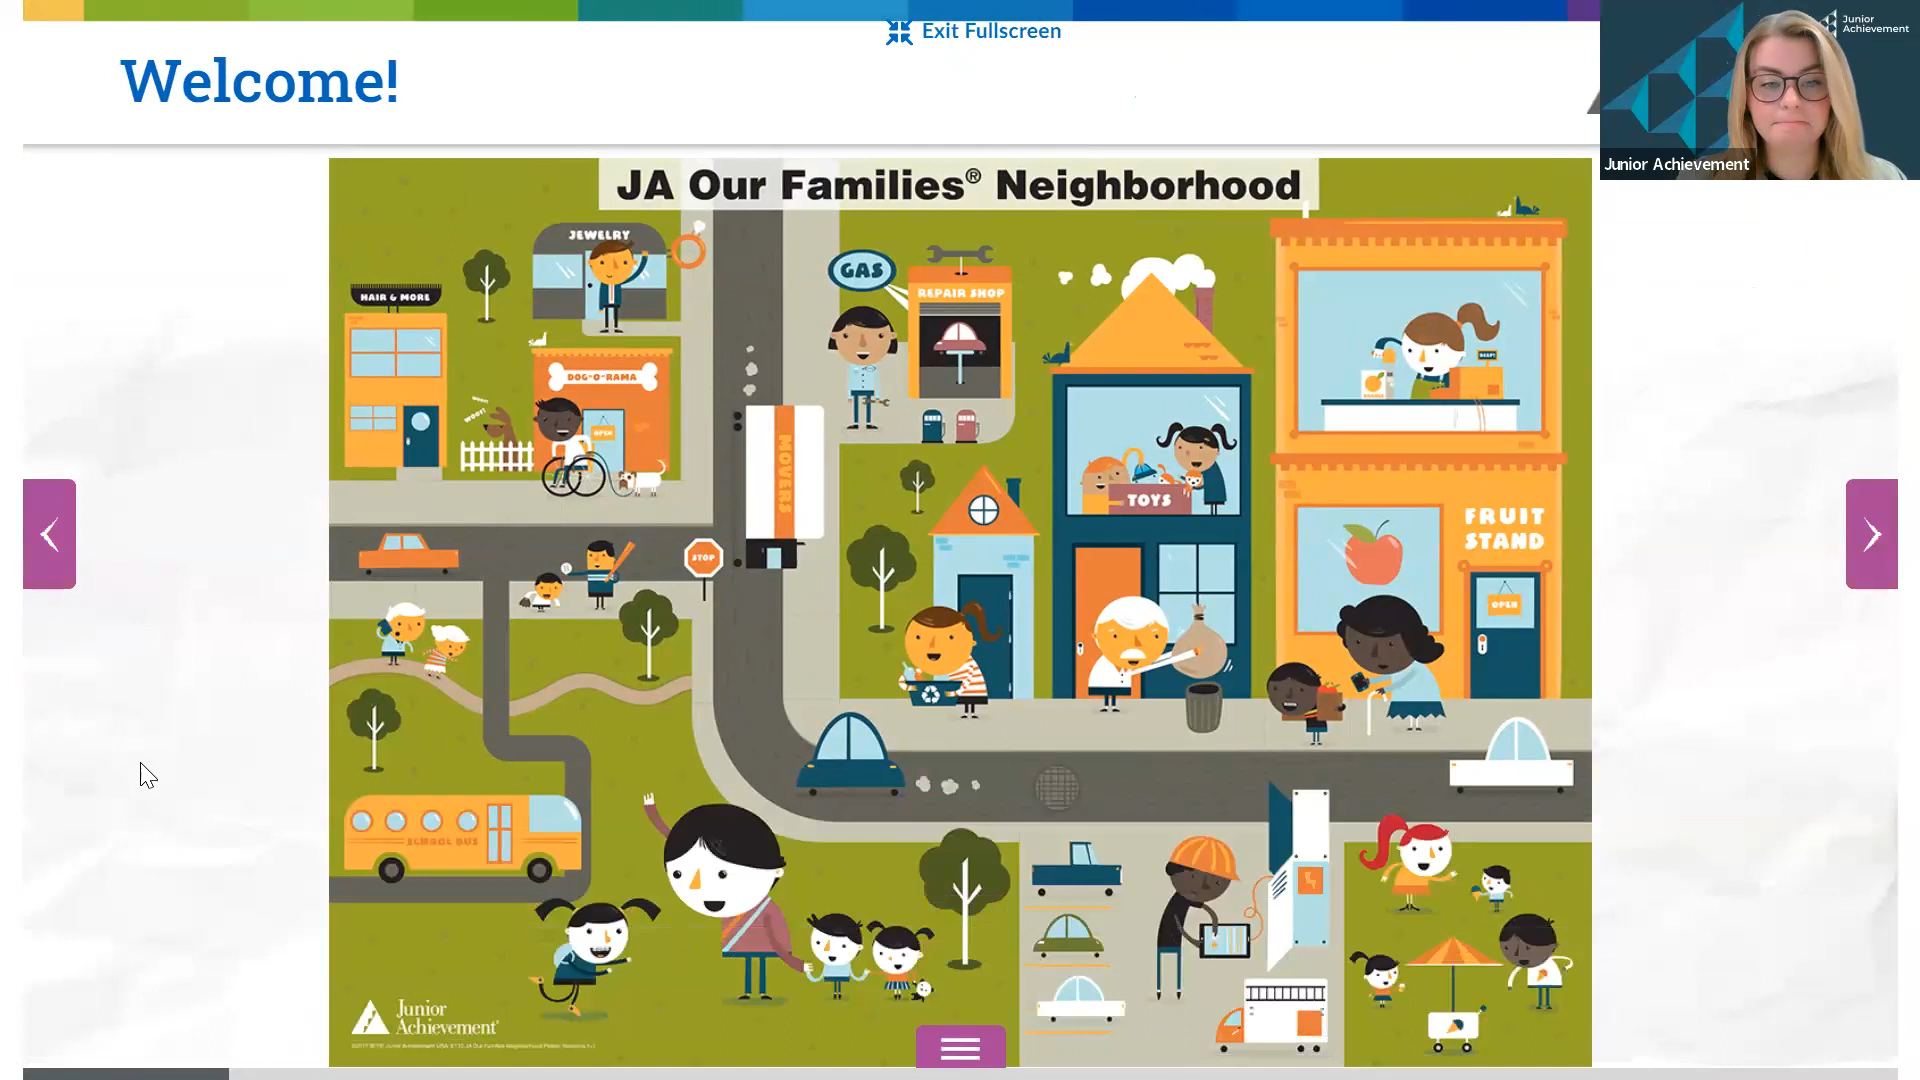 Exit Fullscreen
Welcome!
Junior
Achievement
Junior Achievement
JA Our Families® Neighborhood
JEWELRY
HAIR & MORE
GAS
REPAIR SHOP
DOG-O-RAMA
WOOF!
WOOF!
OPEN
MOVERS
STOP
TOYS
FRUIT
STAND
OPEN
SCHOOL BUS
Junior
Achievement